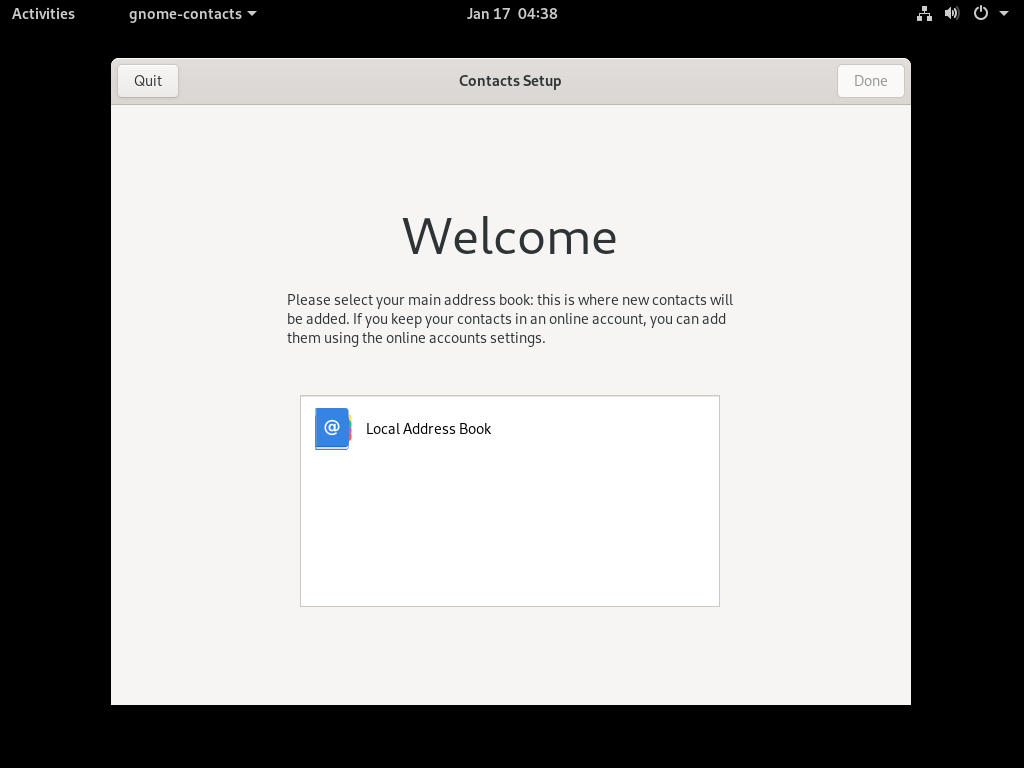 Activities gnome-contacts Jan 17 04:38
Quit Contacts Setup Done
Welcome
Please select your main address book: this is where new contacts will
be added. If you keep your contacts in an online account, you can add
them using the online accounts settings.
@ Local Address Book